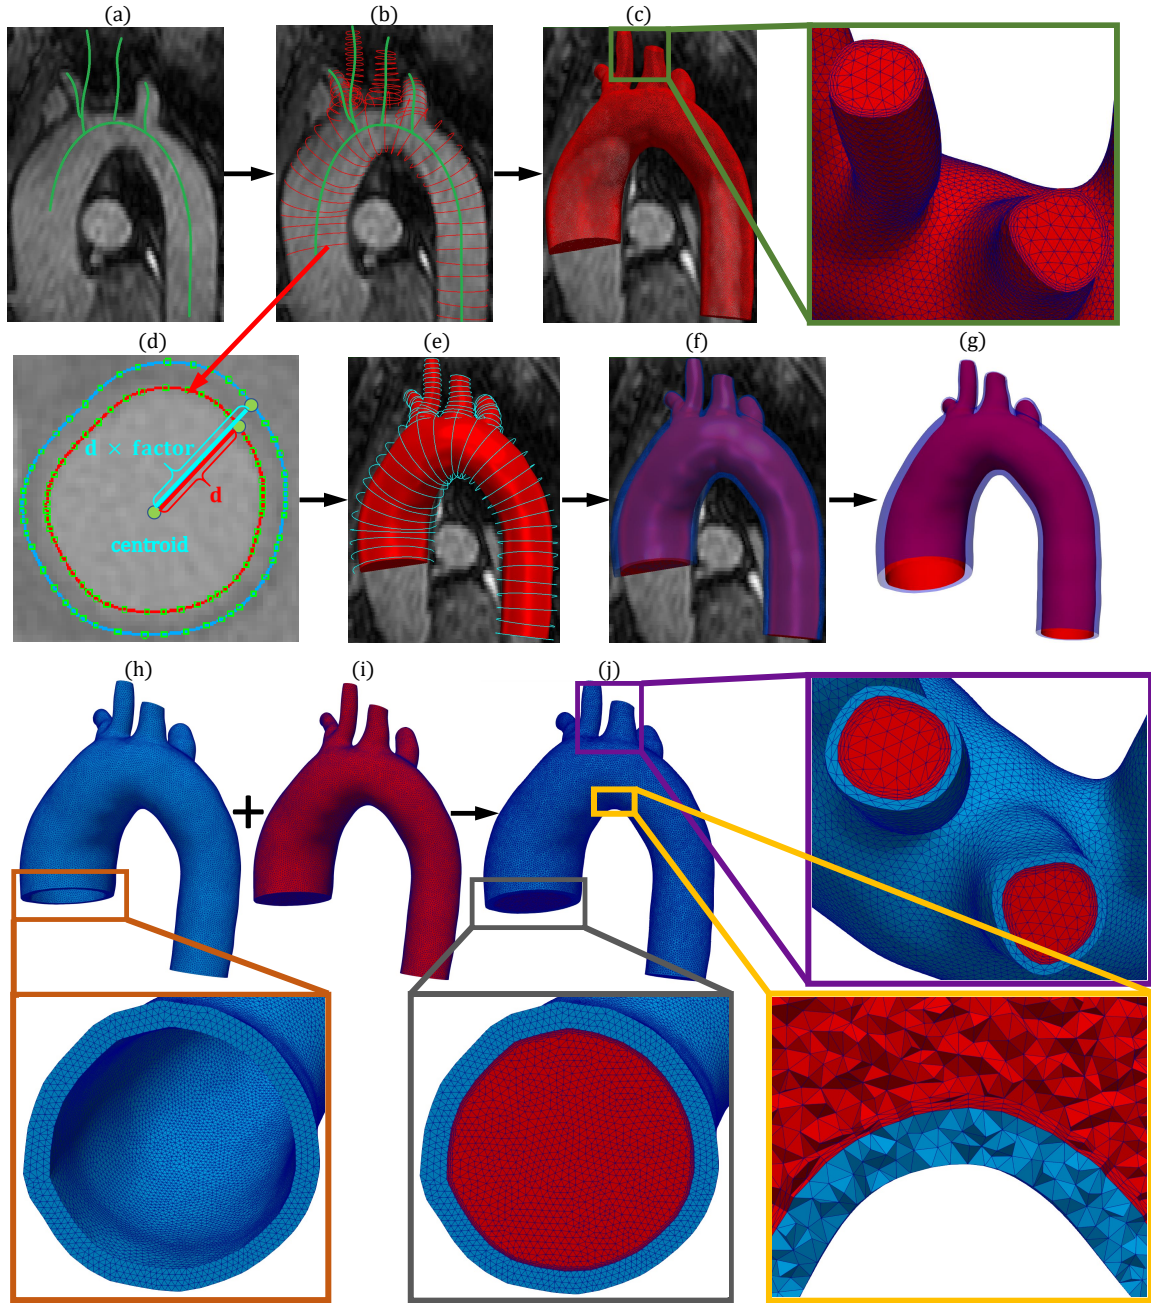 (a)
(b)
(c)
(d)
(e)
(f)
(g)
d × factor
d
centroid
(h)
(i)
(j)
+